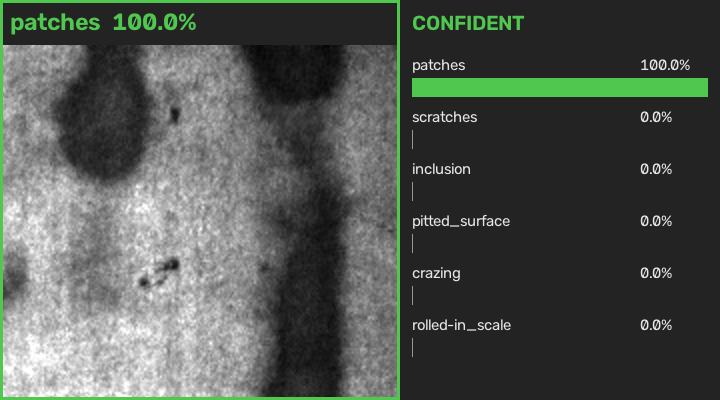 patches 100.0%
CONFIDENT
patches 100.0%
scratches 0.0%
inclusion 0.0%
pitted_surface 0.0%
crazing 0.0%
rolled-in_scale 0.0%